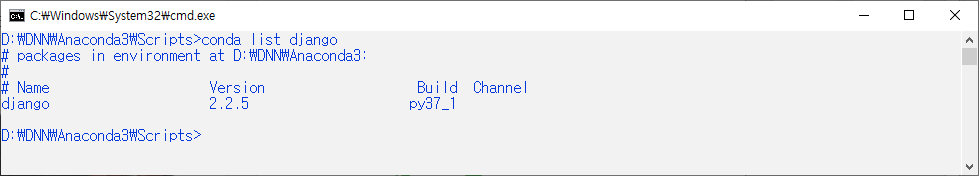 C:₩Windows₩System32₩cmd.exe
D:₩DNN₩Anaconda3₩Scripts>conda list django
# packages in environment at D:₩DNN₩Anaconda3:
#
# Name                    Version                   Build  Channel
django                    2.2.5                    py37_1

D:₩DNN₩Anaconda3₩Scripts>